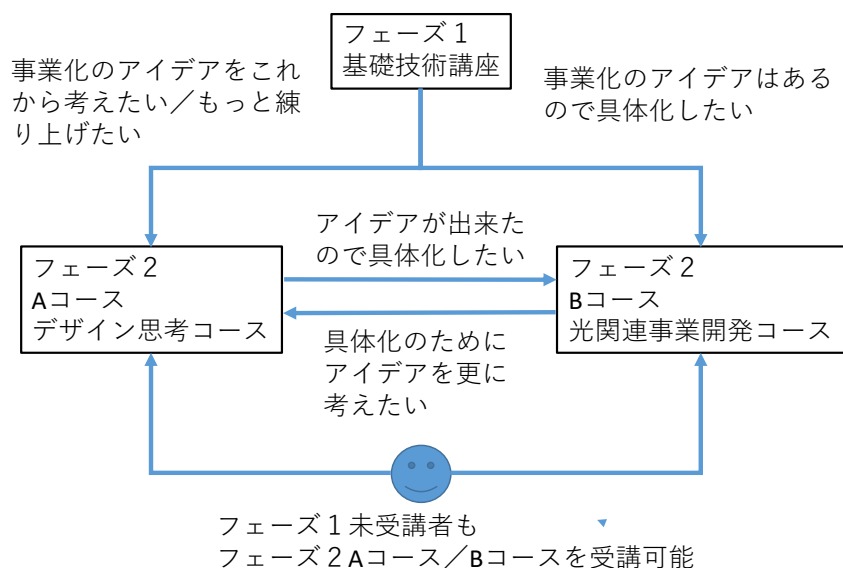 フェーズ１
基礎技術講座
事業化のアイデアをこれ
から考えたい／もっと練
り上げたい
事業化のアイデアはある
ので具体化したい
アイデアが出来た
ので具体化したい
フェーズ２
Aコース
デザイン思考コース
フェーズ２
Bコース
光関連事業開発コース
具体化のために
アイデアを更に
考えたい
フェーズ１未受講者も
フェーズ２Aコース／Bコースを受講可能